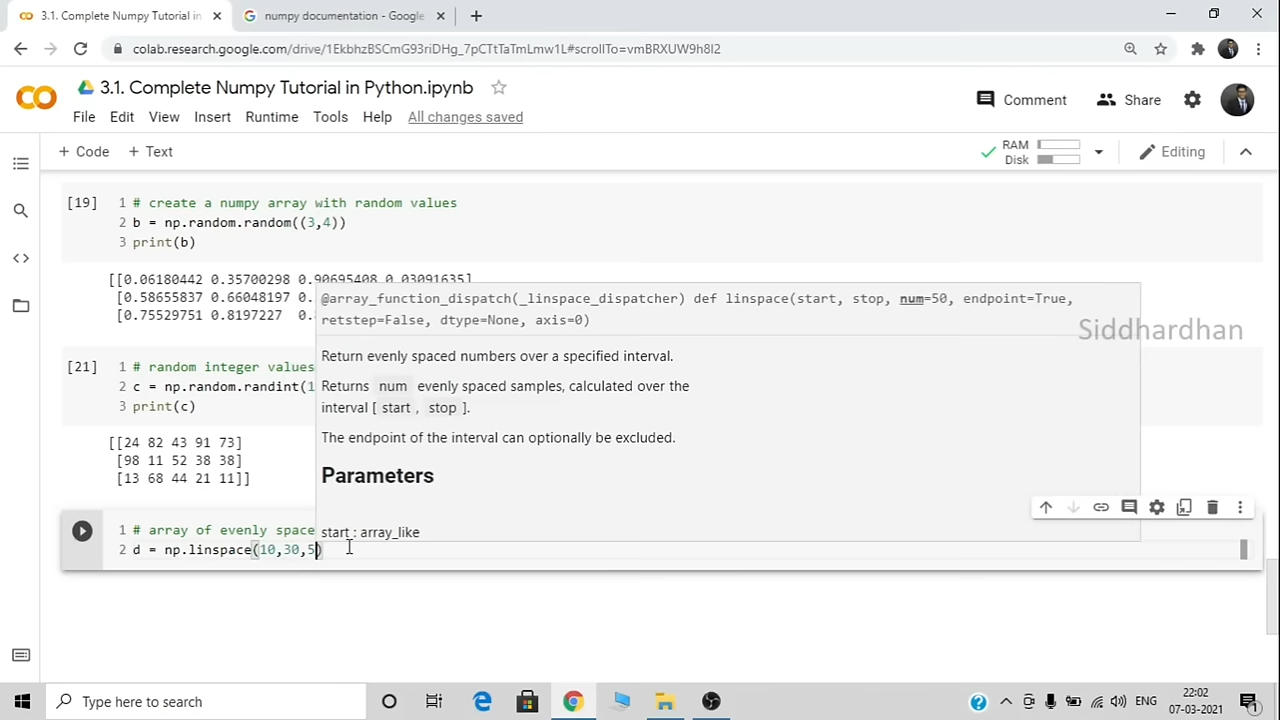 3.1. Complete Numpy Tutorial in
numpy documentation - Google
colab.research.google.com/drive/1EkbhzBSCmG93riDHg_7pCTtTaTmLmw1L#scrollTo=vmBRXUW9h8l2
CO
3.1. Complete Numpy Tutorial in Python.ipynb
Comment
Share
File Edit View Insert Runtime Tools Help All changes saved
+ Code + Text
RAM
Disk
Editing
[19]
1 # create a numpy array with random values
2 b = np.random.random((3,4))
3 print(b)
[[0.06180442 0.35700298 0.90695408 0.03091635]
[0.58655837 0.66048197 0.
[0.75529751 0.8197227 0.
@array_function_dispatch(_linspace_dispatcher) def linspace(start, stop, num=50, endpoint=True,
retstep=False, dtype=None, axis=0)
Siddhardhan
Return evenly spaced numbers over a specified interval.
Returns num evenly spaced samples, calculated over the
interval [ start , stop ].
The endpoint of the interval can optionally be excluded.
Parameters
start : array_like
[21]
1 # random integer values
2 c = np.random.randint(1
3 print(c)
[[24 82 43 91 73]
[98 11 52 38 38]
[13 68 44 21 11]]
1 # array of evenly space
2 d = np.linspace(10,30,5)
Type here to search
ENG
22:02
07-03-2021
1